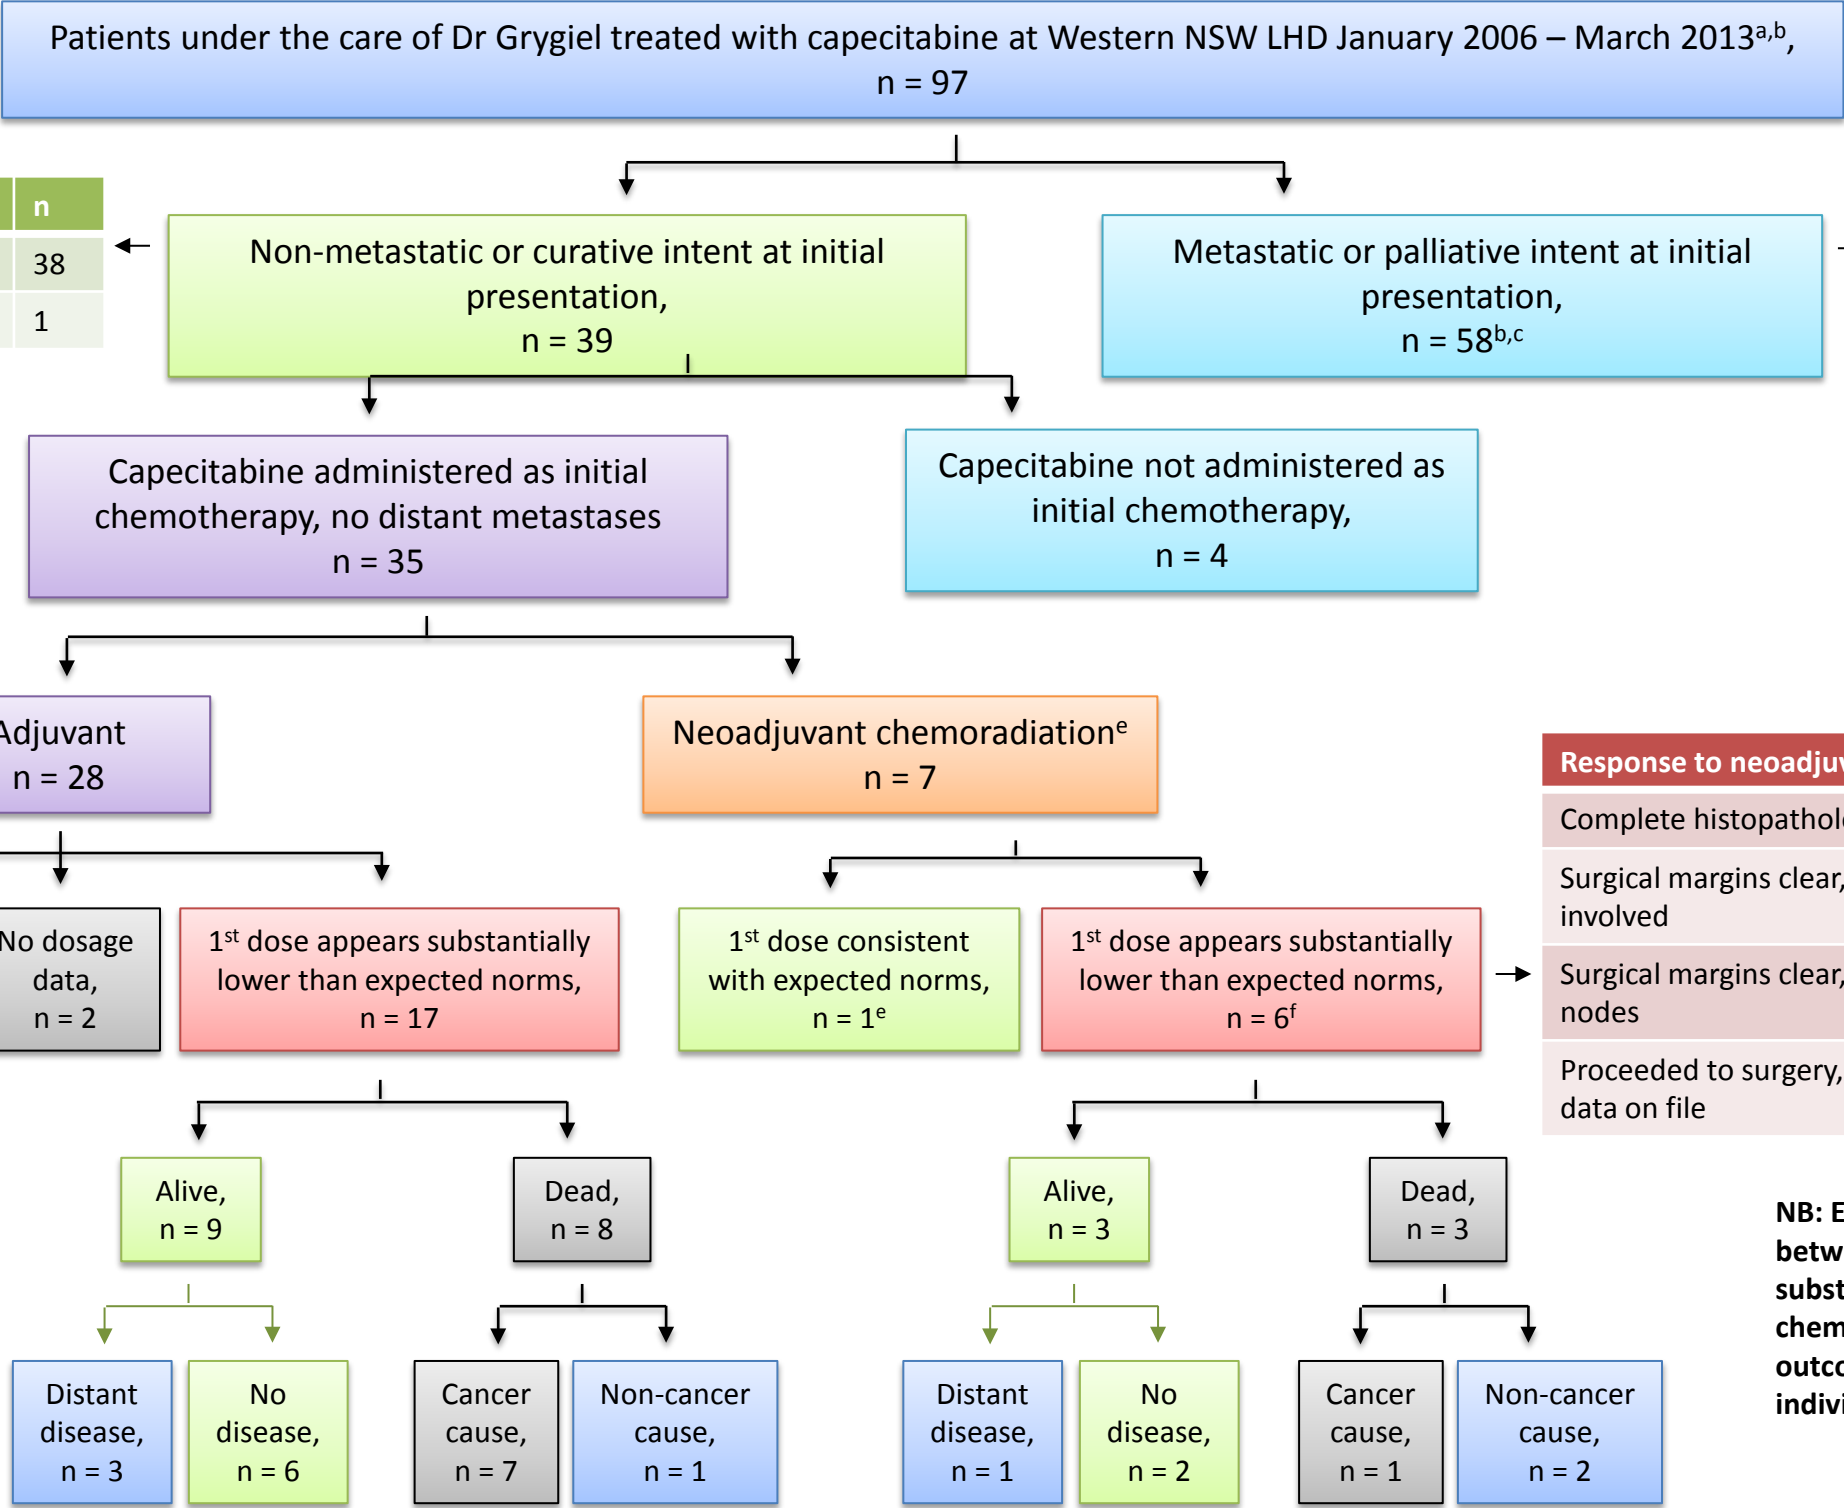 Patients under the care of Dr Grygiel treated with capecitabine at Western NSW LHD January 2006 – March 2013a,b,
n = 97
n
38
1
Non-metastatic or curative intent at initial
presentation,
n = 39
Metastatic or palliative intent at initial
presentation,
n = 58b,c
Capecitabine administered as initial
chemotherapy, no distant metastases
n = 35
Capecitabine not administered as
initial chemotherapy,
n = 4
Adjuvant
n = 28
Neoadjuvant chemoradiatione
n = 7
No dosage
data,
n = 2
1st dose appears substantially
lower than expected norms,
n = 17
1st dose consistent
with expected norms,
n = 1e
1st dose appears substantially
lower than expected norms,
n = 6f
Response to
Complete
Surgical margins clear,
involved
Surgical margins clear,
nodes
Proceeded to surgery,
data on file
Alive,
n = 9
Dead,
n = 8
Alive,
n = 3
Dead,
n = 3
Distant
disease,
n = 3
No
disease,
n = 6
Cancer
cause,
n = 7
Non-cancer
cause,
n = 1
Distant
disease,
n = 1
No
disease,
n = 2
Cancer
cause,
n = 1
Non-cancer
cause,
n = 2
NB: